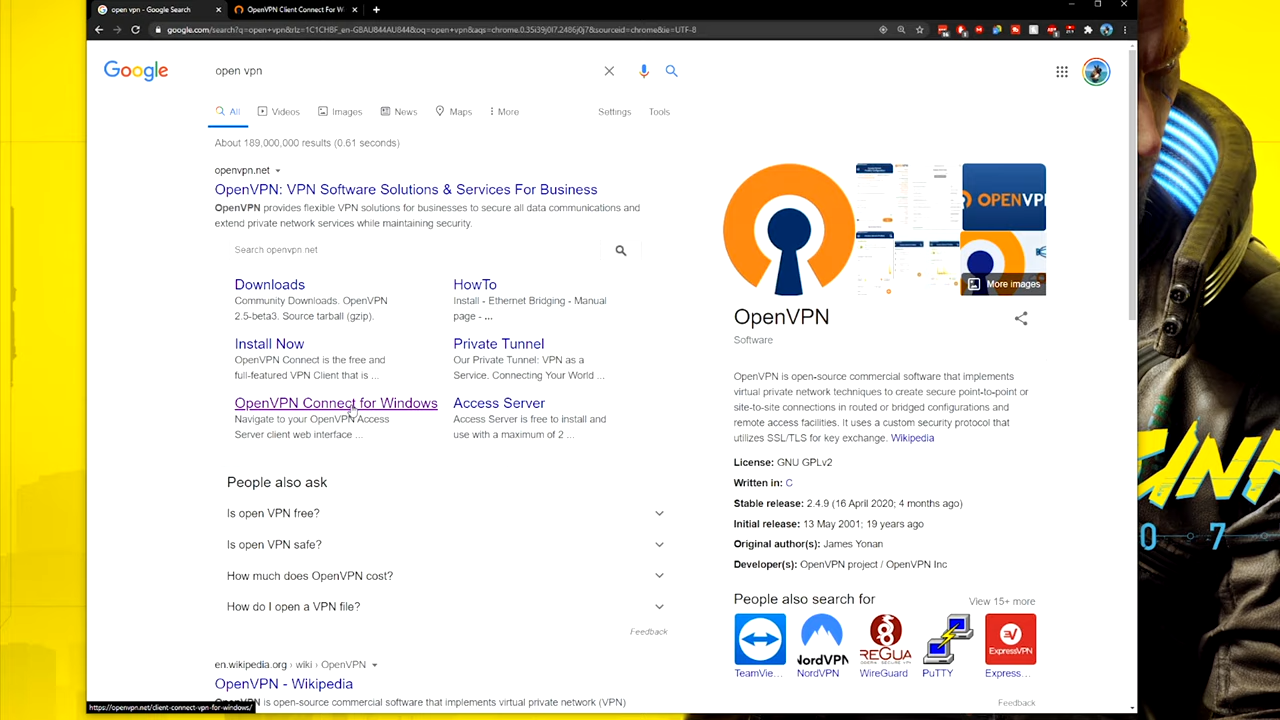 open vpn - Google Search
OpenVPN Client Connect For W
google.com/search?q=open+vpn&rlz=1C1CHBF_en-GBAU844AU844&oq=open+vpn&aqs=chrome.0.35i39j0l7.2486j0j7&sourceid=chrome&ie=UTF-8
Google
open vpn
All
Videos
Images
News
Maps
More
Settings
Tools
About 189,000,000 results (0.61 seconds)
openvpn.net
OpenVPN: VPN Software Solutions & Services For Business
OpenVPN provides flexible VPN solutions for businesses to secure all data communications and
extend private network services while maintaining security.
Search openvpn.net
Downloads
Community Downloads. OpenVPN
2.5-beta3. Source tarball (gzip).
HowTo
Install - Ethernet Bridging - Manual
page - ...
Install Now
OpenVPN Connect is the free and
full-featured VPN Client that is ...
Private Tunnel
Our Private Tunnel: VPN as a
Service. Connecting Your World ...
OpenVPN Connect for Windows
Navigate to your OpenVPN Access
Server client web interface ...
Access Server
Access Server is free to install and
use with a maximum of 2 ...
People also ask
Is open VPN free?
Is open VPN safe?
How much does OpenVPN cost?
How do I open a VPN file?
Feedback
en.wikipedia.org › wiki › OpenVPN
OpenVPN - Wikipedia
OpenVPN is open-source commercial software that implements virtual private network (VPN)
https://openvpn.net/client-connect-vpn-for-windows/
OPENVP
More images
OpenVPN
Software
OpenVPN is open-source commercial software that implements
virtual private network techniques to create secure point-to-point or
site-to-site connections in routed or bridged configurations and
remote access facilities. It uses a custom security protocol that
utilizes SSL/TLS for key exchange. Wikipedia
License: GNU GPLv2
Written in: C
Stable release: 2.4.9 (16 April 2020; 4 months ago)
Initial release: 13 May 2001; 19 years ago
Original author(s): James Yonan
Developer(s): OpenVPN project / OpenVPN Inc
People also search for
View 15+ more
NordVPN
REGUA
ExpressVPN
TeamVie...
NordVPN
WireGuard
PuTTY
Express...
Feedback
0 7